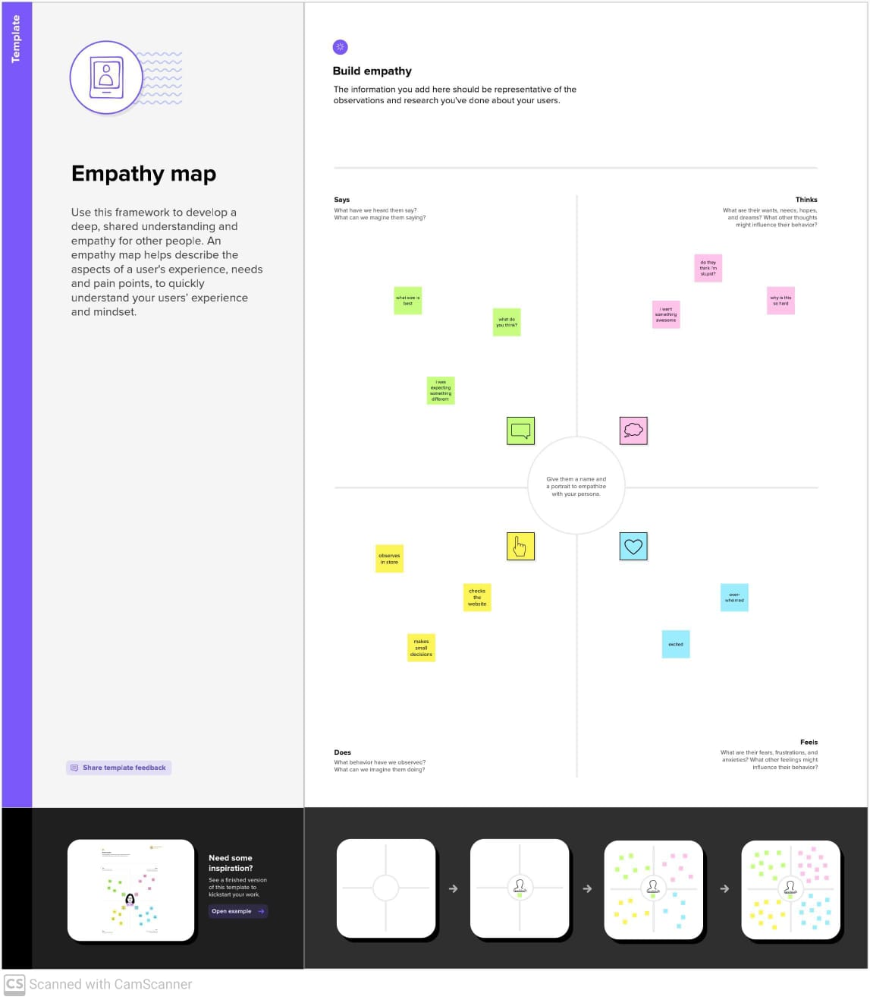 Template
Empathy map
Use this framework to develop a
deep, shared understanding and
empathy for other people. An
empathy map helps describe the
aspects of a user's experience, needs
and pain points, to quickly
understand your users' experience
and mindset.
Share template feedback
Build empathy
The information you add here should be representative of the
observations and research you've done about your users.
Says
What have we heard them say?
What can we magine them saying?
Thinks
What are their wants, needs, hopes,
and dreams? What other thoughts
might influence their behavior?
what size is
best
what do
you think?
i was
expecting
something
different
do they
think i'm
stupid?
i want
something
awesome
why is this
so hard
Give them a name and
a portrait to empathize
with your persona.
observes
in store
checks
the
website
makes
small
decisions
over-
whelmed
excited
Does
What behavior have we observed?
What can we imagine them doing?
Feels
What are their fears, frustrations, and
anxieties? What other feelings might
influence their behavior?
Need some
inspiration?
See a finished version
of this template to
kickstart your work.
Open example
CS Scanned with CamScanner